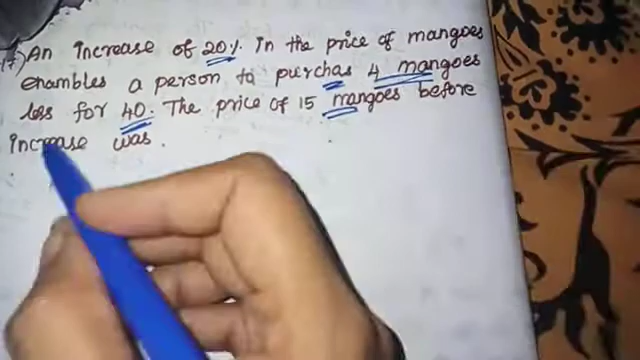 (7) An increase of 20%. In the price of mangoes
enambles a person to purchas 4 mangoes
less for 40. The price of 15 mangoes before
increase was.